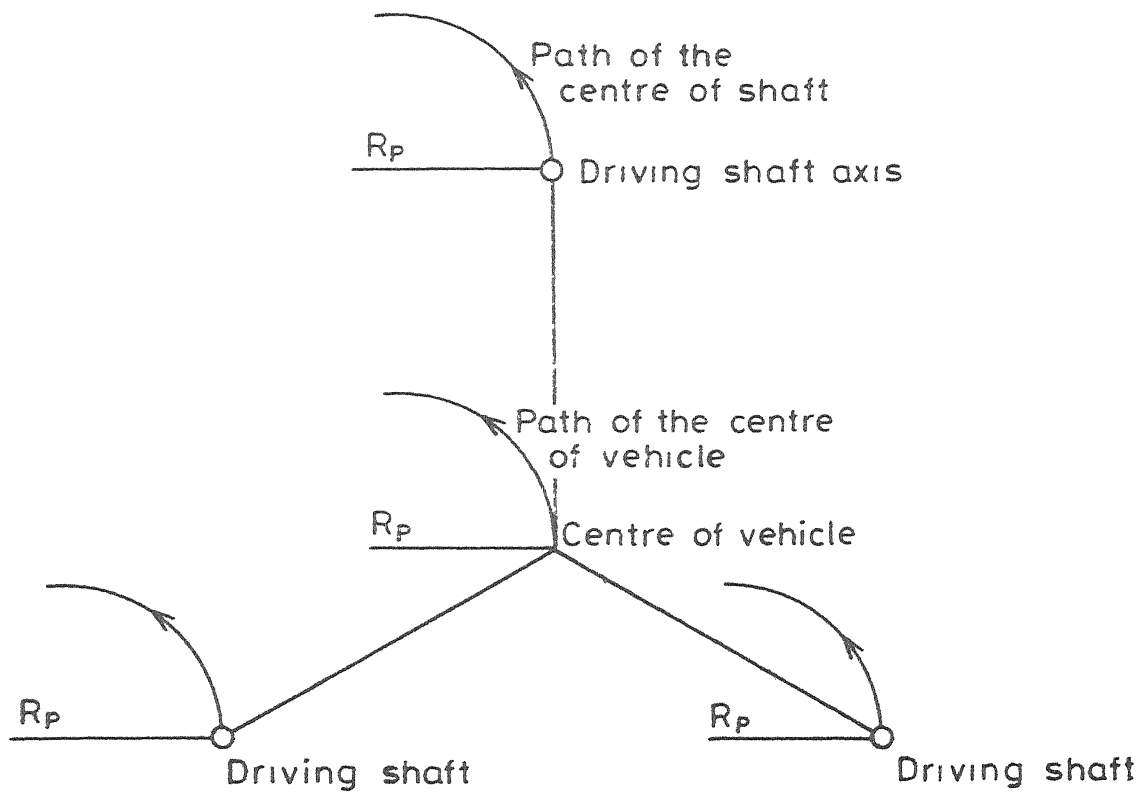 Path of the
centre of shaft
Rp
Driving shaft axis
Path of the centre
of vehicle
Rp
Centre of vehicle
Rp
Driving shaft
Rp
Driving shaft